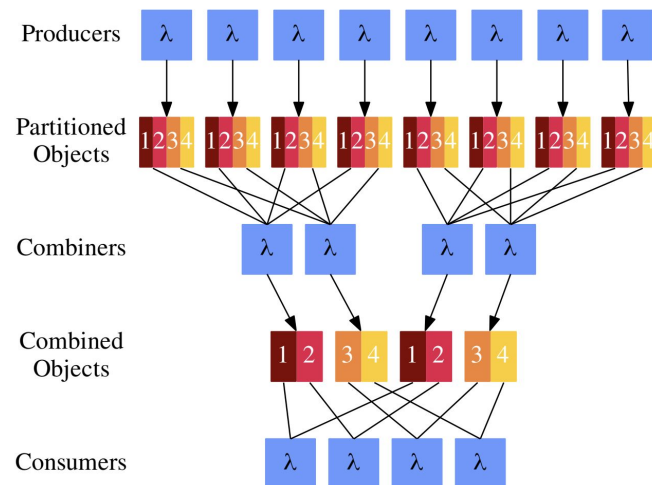 Producers λ λ λ λ λ λ λ λ
Partitioned
Objects
1234 1234 1234 1234 1234 1234 1234 1234
Combiners λ λ λ λ
Combined
Objects
1 2 3 4 1 2 3 4
Consumers λ λ λ λ